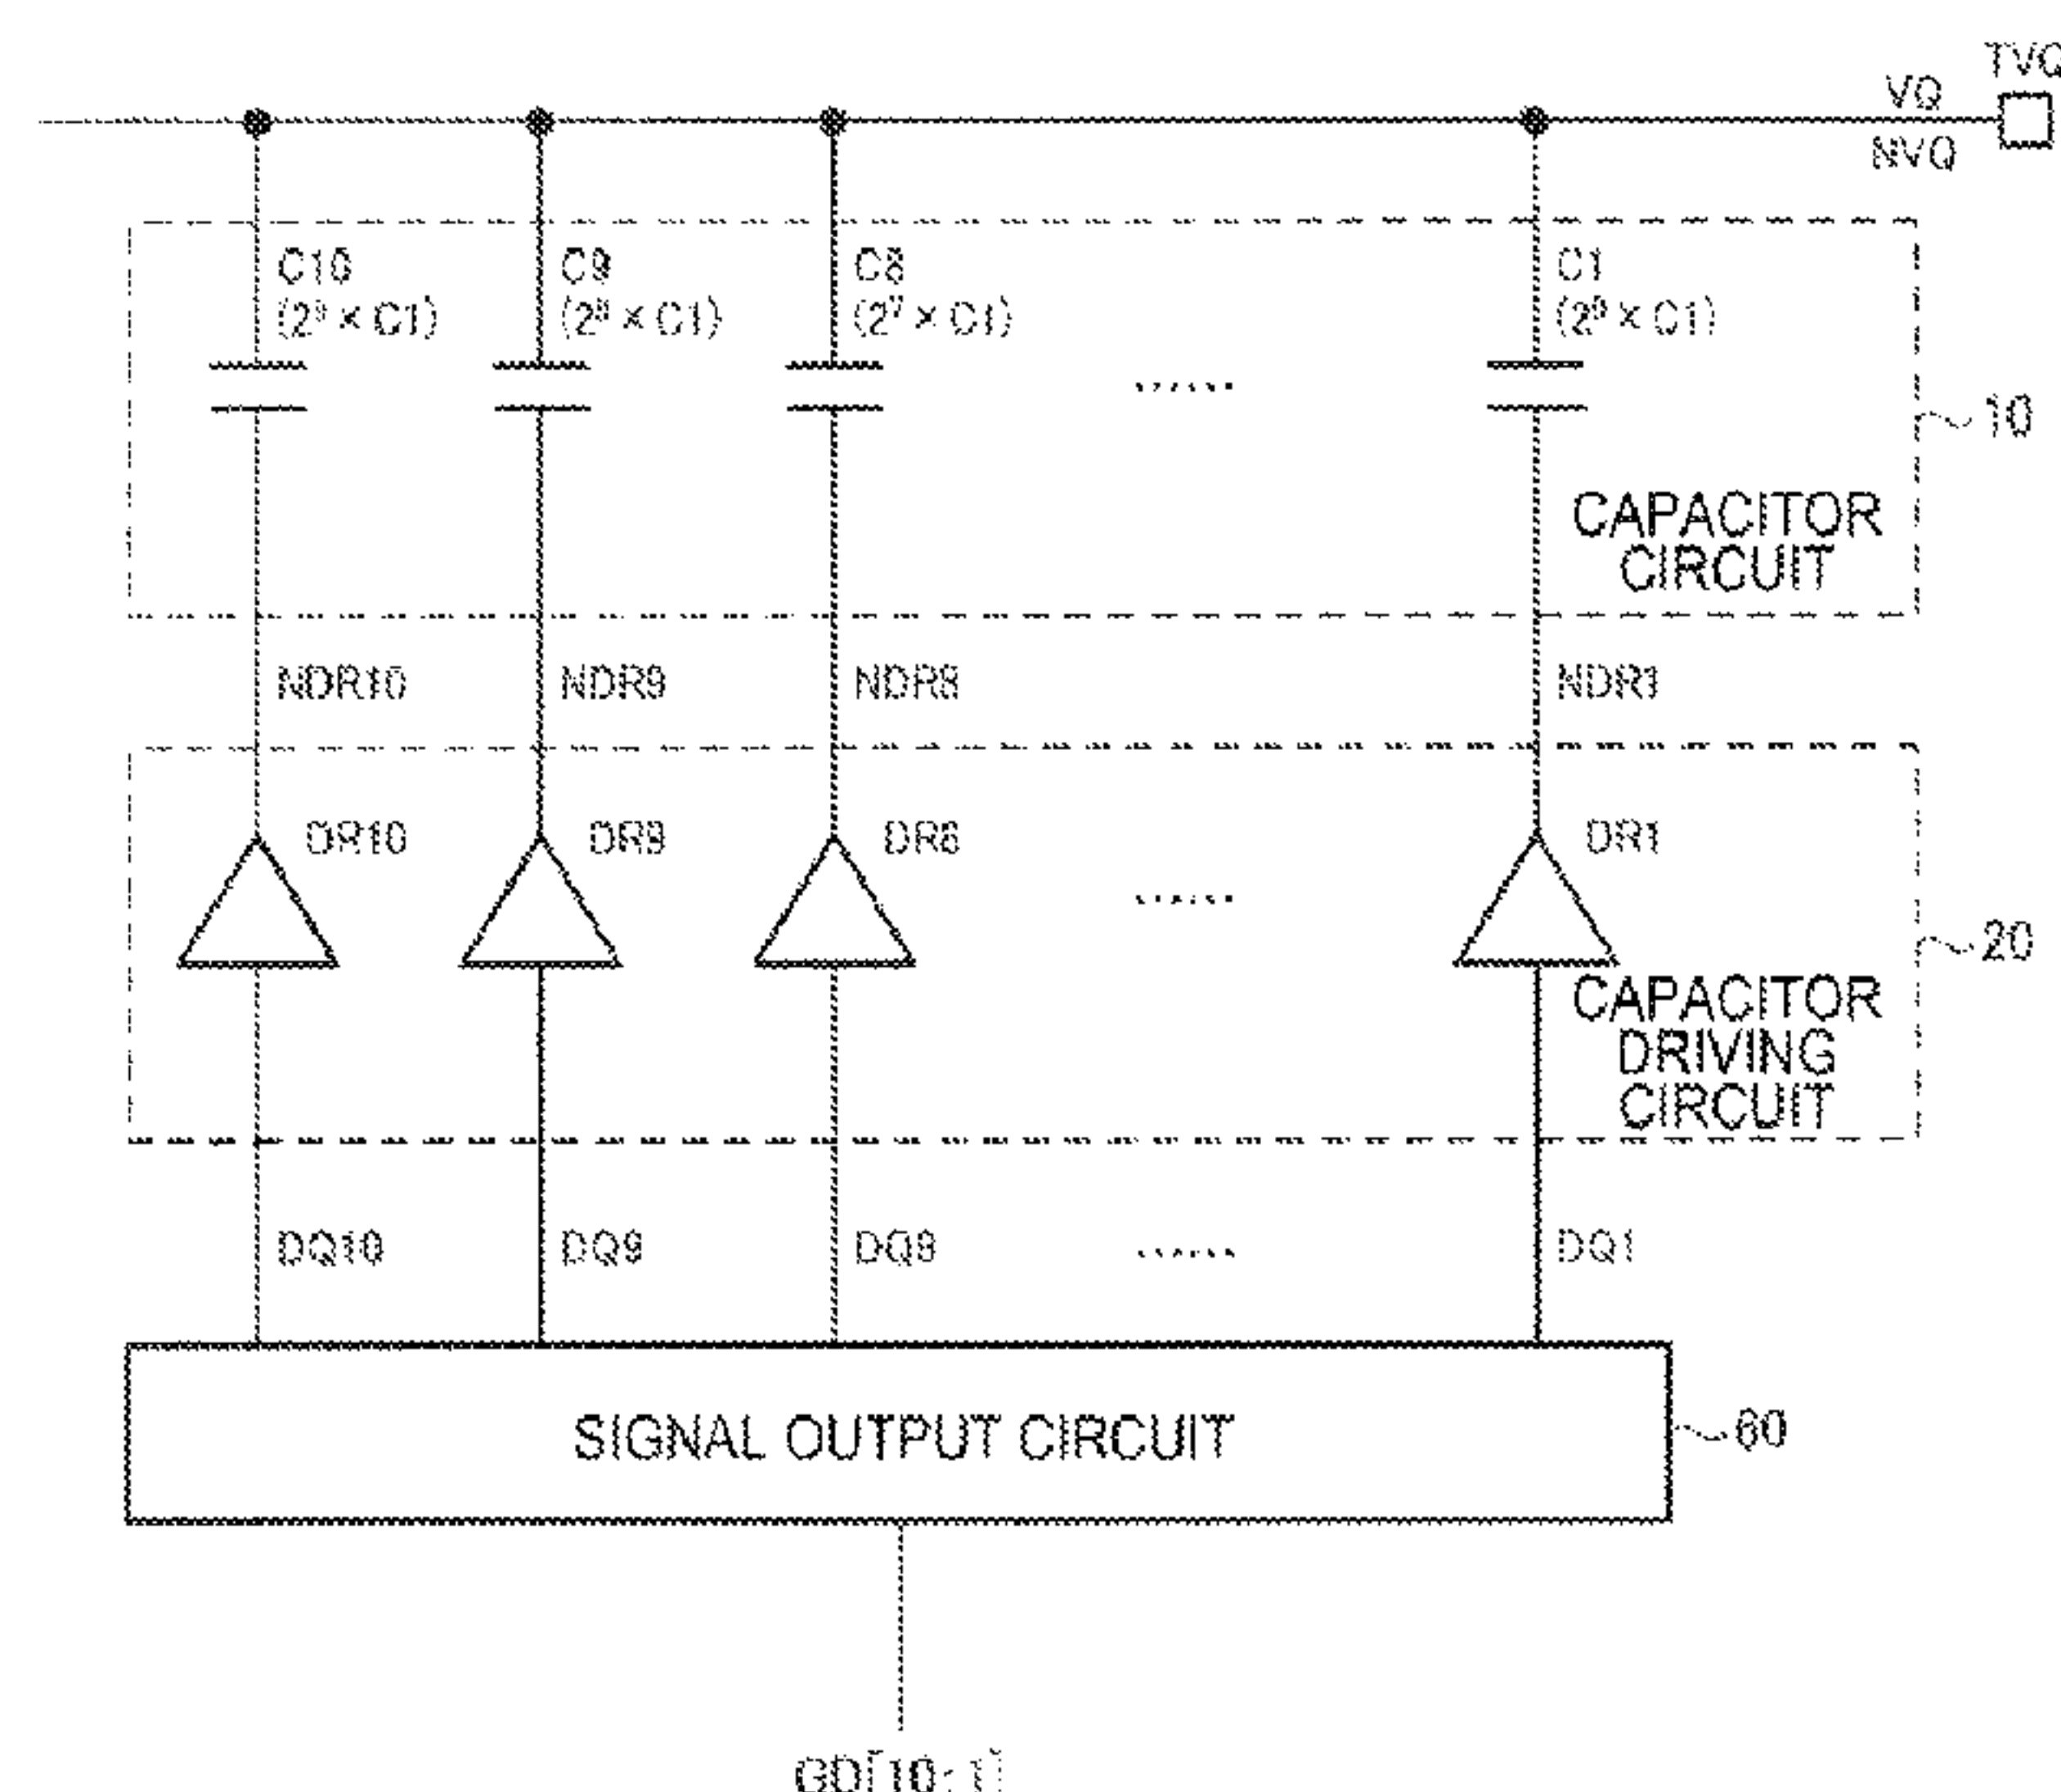 TVQ
VQ
NVQ
C10 C9 C8 C1
(2⁹ × C1) (2⁸ × C1) (2⁷ × C1) (2⁰ × C1)
...... 10
CAPACITOR
CIRCUIT
NDR10 NDR9 NDR8 NDR1
DR10 DR9 DR8 DR1
...... 20
CAPACITOR
DRIVING
CIRCUIT
DQ10 DQ9 DQ8 ...... DQ1
SIGNAL OUTPUT CIRCUIT 60
GD[10:1]